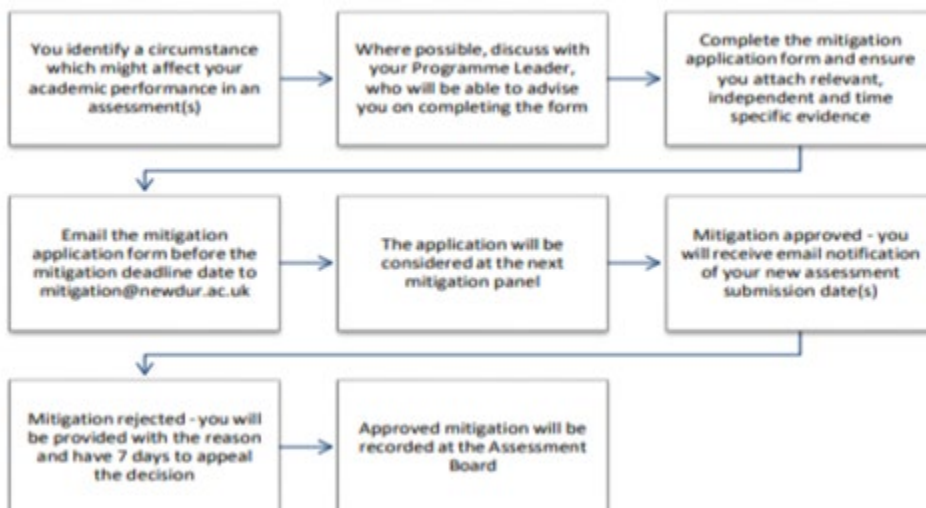 You identify a circumstance
which might affect your
academic performance in an
assessment(s)
Where possible, discuss with
your Programme Leader,
who will be able to advise
you on completing the form
Complete the mitigation
application form and ensure
you attach relevant,
independent and time
specific evidence
Email the mitigation
application form before the
mitigation deadline date to
mitigation@newdur.ac.uk
The application will be
considered at the next
mitigation panel
Mitigation approved - you
will receive email notification
of your new assessment
submission date(s)
Mitigation rejected - you will
be provided with the reason
and have 7 days to appeal
the decision
Approved mitigation will be
recorded at the Assessment
Board